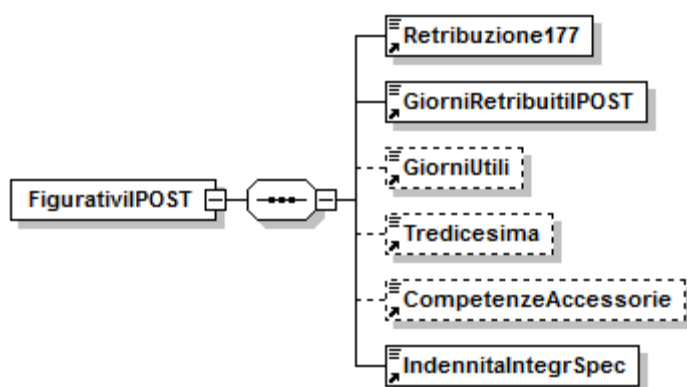 Retribuzione177
GiorniRetribuitiIPOST
GiorniUtili
FigurativiIPOST
Tredicesima
CompetenzeAccessorie
IndennitaIntegrSpec